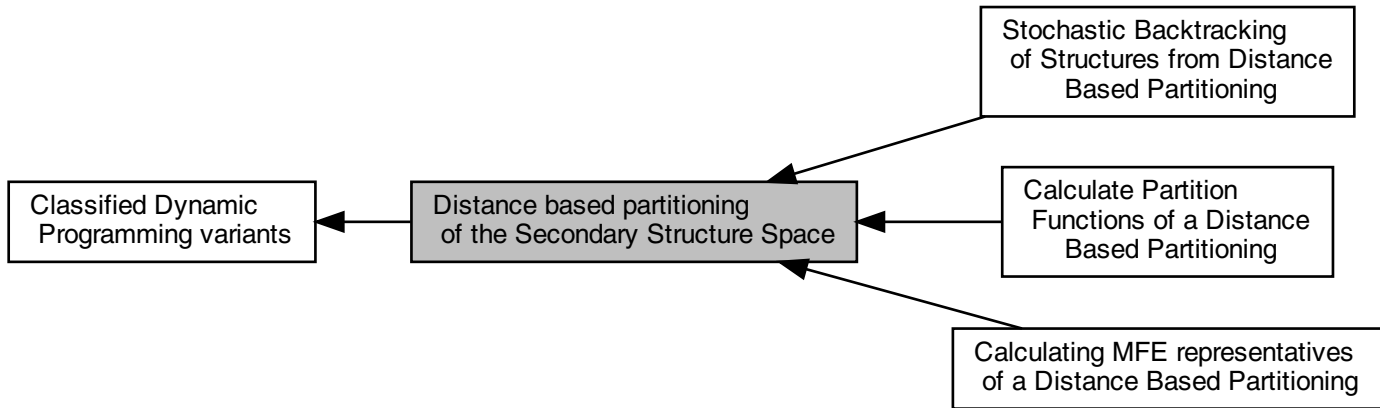 Stochastic Backtracking
of Structures from Distance
Based Partitioning
Classified Dynamic
Programming variants
Distance based partitioning
of the Secondary Structure Space
Calculate Partition
Functions of a Distance
Based Partitioning
Calculating MFE representatives
of a Distance Based Partitioning